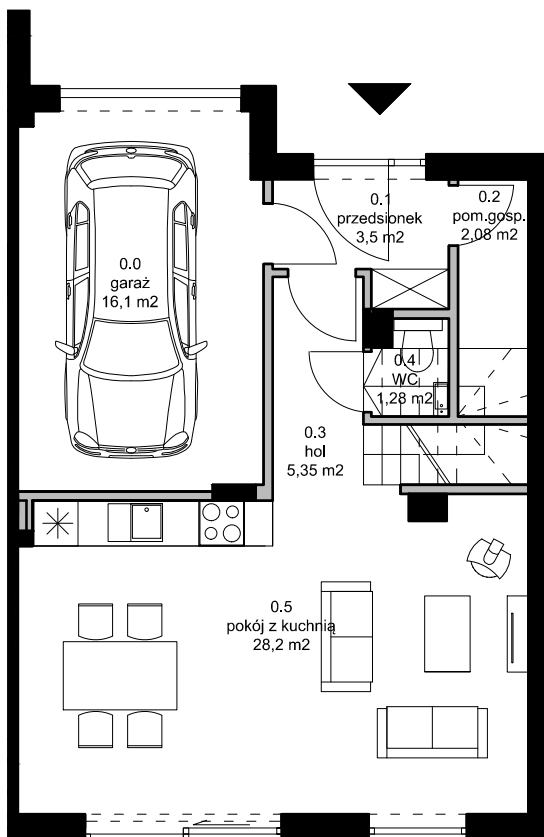 0.1
przedsionek
3,5 m2
0.2
pom.gosp.
2,08 m2
0.0
garaż
16,1 m2
0.4
WC
1,28 m2
0.3
hol
5,35 m2
0.5
pokój z kuchnią
28,2 m2